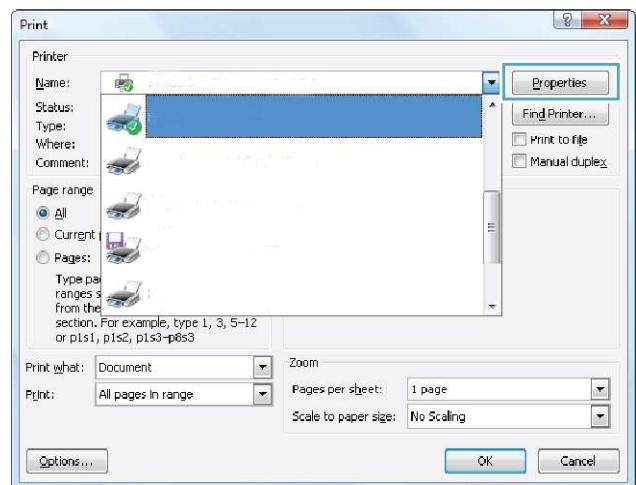 Print
Printer
Name:
Properties
Status:
Find Printer...
Type:
Print to file
Where:
Comment:
Manual duplex
Page range
All
Current
Pages:
Type
ranges
from the
section. For example, type 1, 3, 5–12
or p1s1, p1s2, p1s3–p8s3
Print what: Document
Print: All pages in range
Zoom
Pages per sheet: 1 page
Scale to paper size: No Scaling
Options...
OK
Cancel